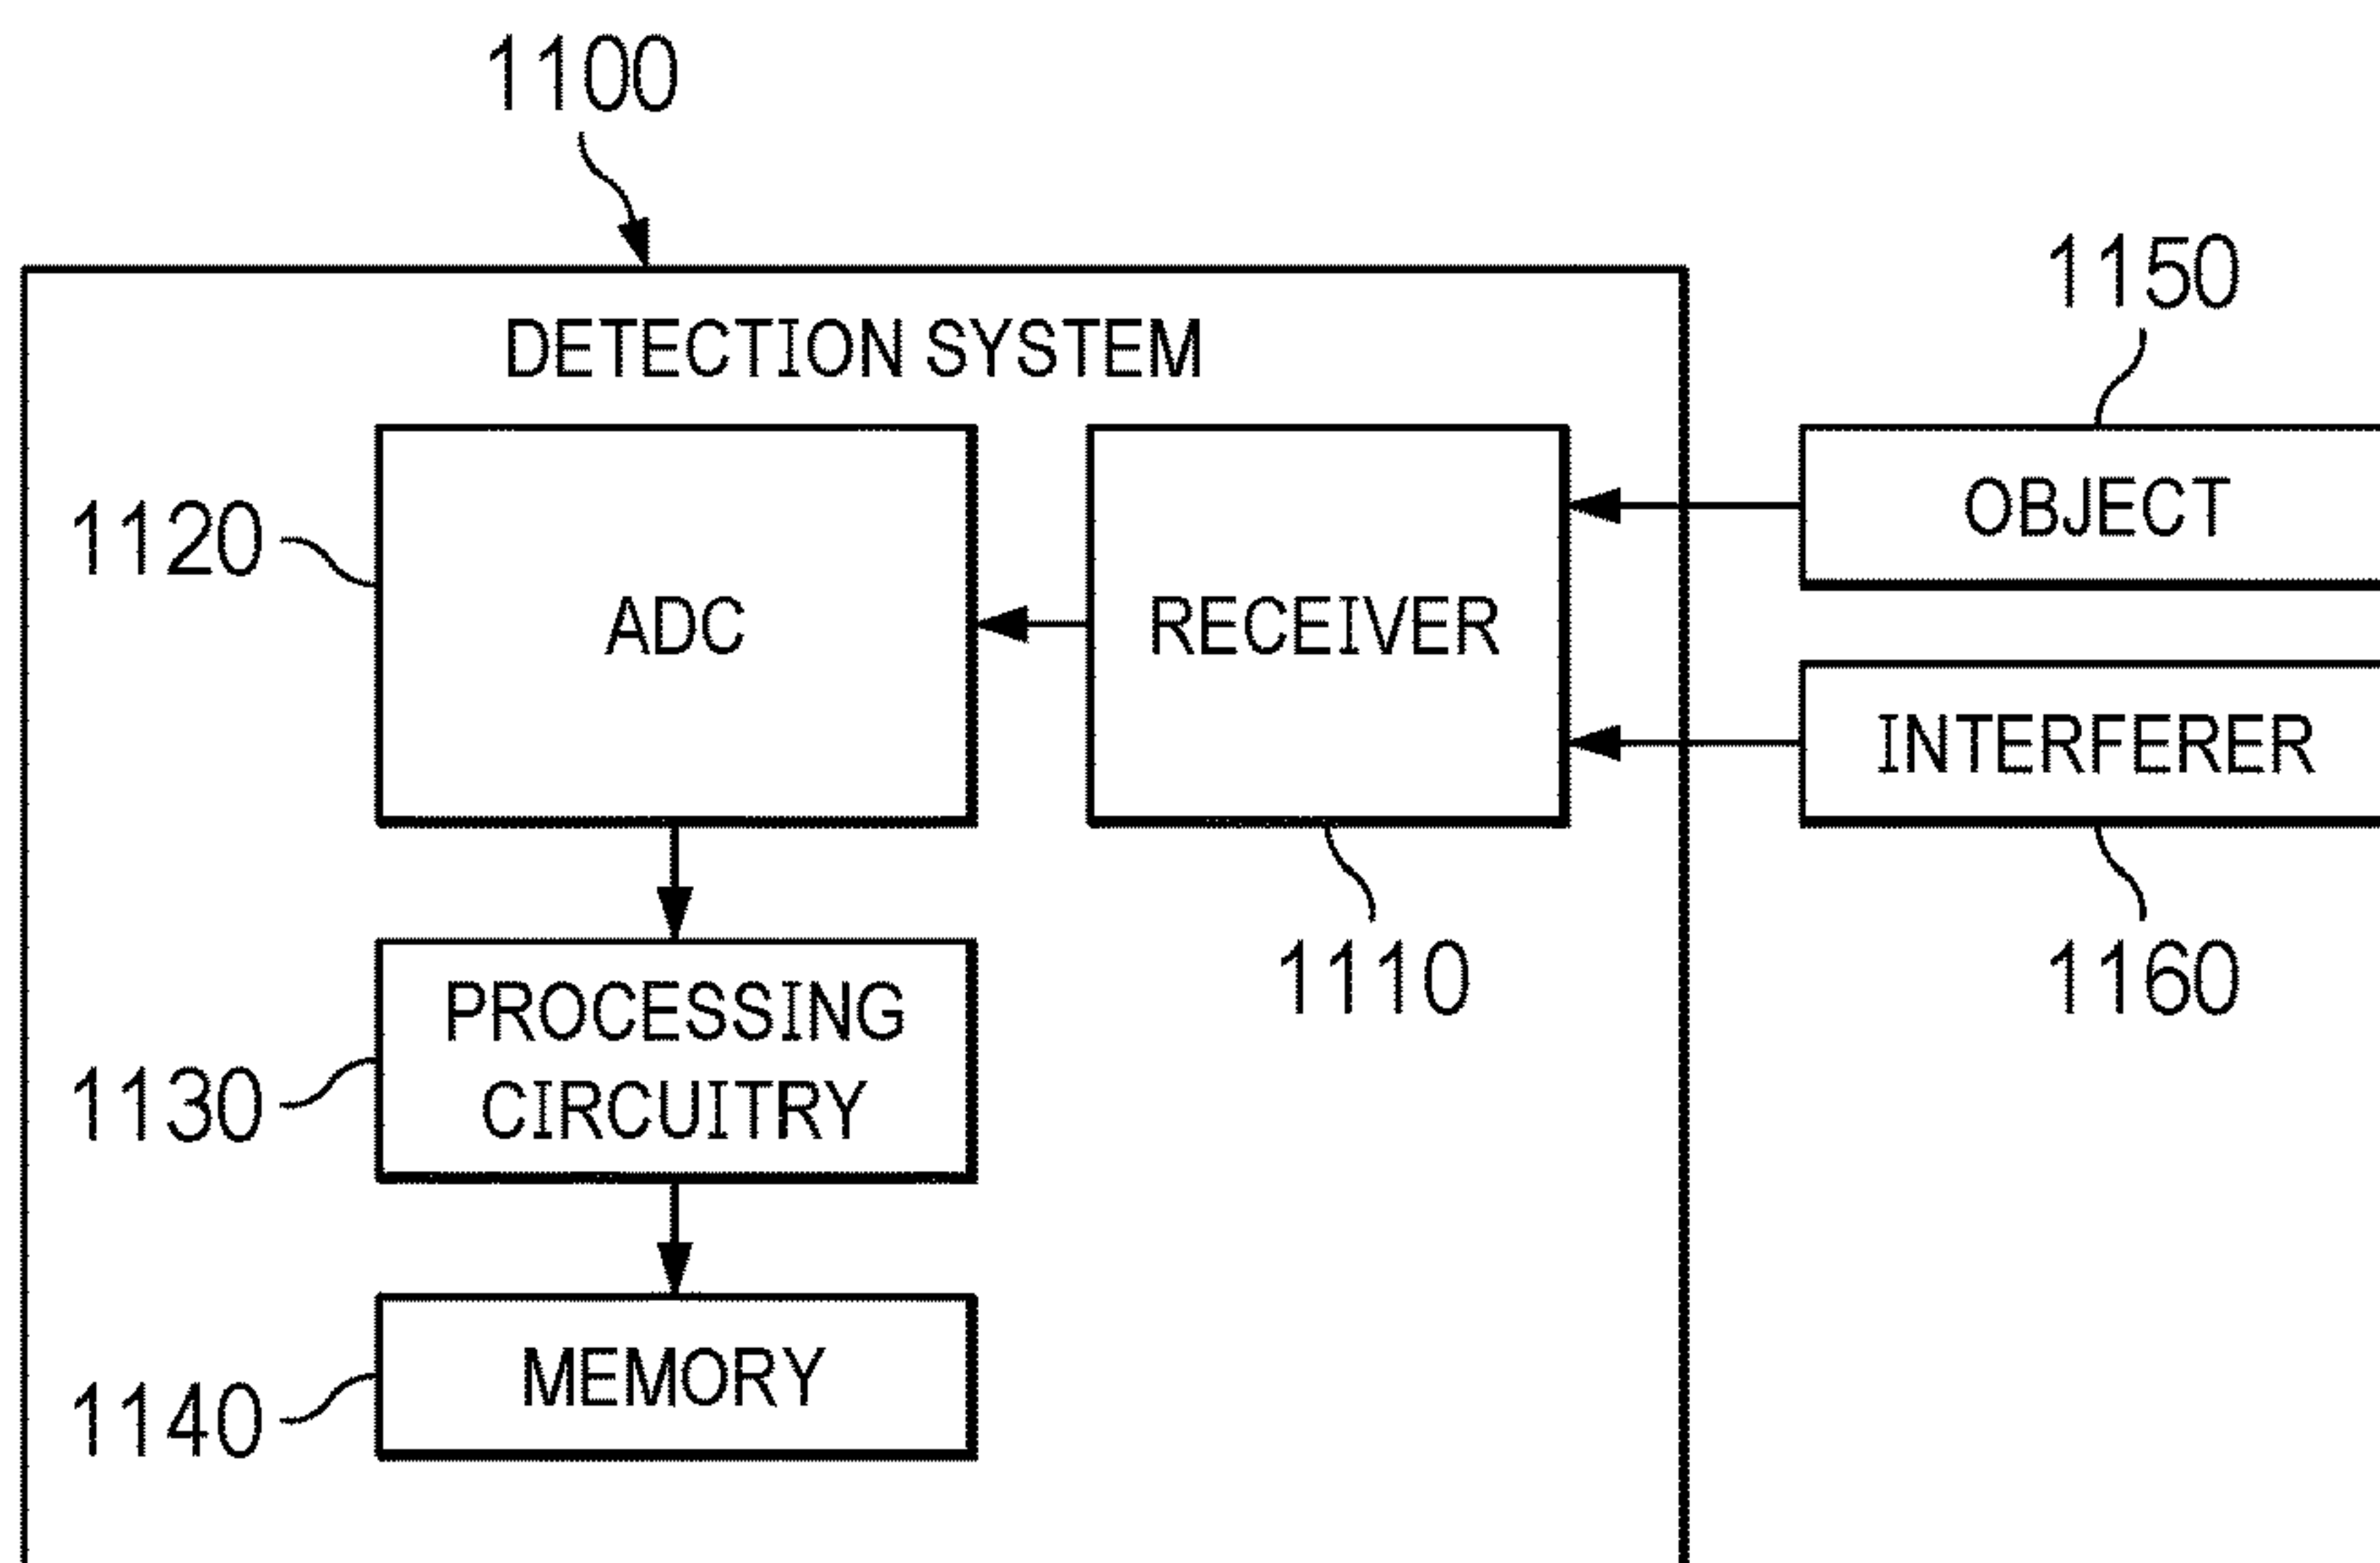 1100
DETECTION SYSTEM
1150
1120
ADC
RECEIVER
OBJECT
INTERFERER
1110
1160
1130
PROCESSING
CIRCUITRY
1140
MEMORY